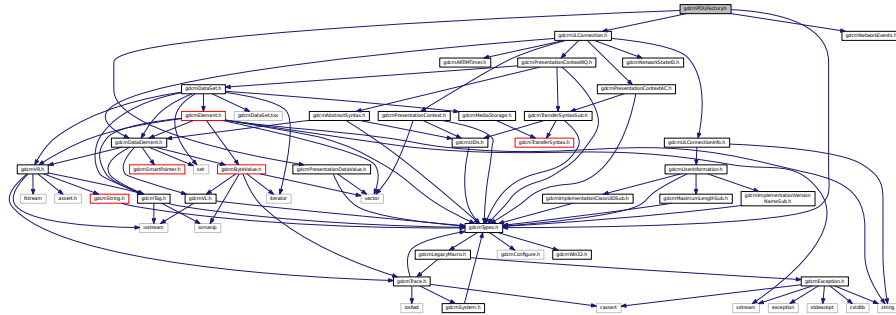 gdcmPDUFactory.h
gdcmULConnection.h
gdcmNetworkEvents.h
gdcmARTIMTimer.h
gdcmPresentationContextRQ.h
gdcmNetworkStateID.h
gdcmDataSet.h
gdcmPresentationContextAC.h
gdcmElement.h
gdcmDataSet.txx
gdcmAbstractSyntax.h
gdcmPresentationContext.h
gdcmMediaStorage.h
gdcmTransferSyntaxSub.h
gdcmDataElement.h
gdcmUIDs.h
gdcmTransferSyntax.h
gdcmULConnectionInfo.h
gdcmVR.h
gdcmSmartPointer.h
set
gdcmByteValue.h
gdcmPresentationDataValue.h
gdcmUserInformation.h
fstream
assert.h
gdcmString.h
gdcmTag.h
gdcmVL.h
iterator
vector
gdcmImplementationClassUIDSub.h
gdcmMaximumLengthSub.h
gdcmImplementationVersion
NameSub.h
iostream
iomanip
gdcmTypes.h
gdcmLegacyMacro.h
gdcmConfigure.h
gdcmWin32.h
gdcmTrace.h
gdcmException.h
iosfwd
gdcmSystem.h
cassert
sstream
exception
stdexcept
cstdlib
string